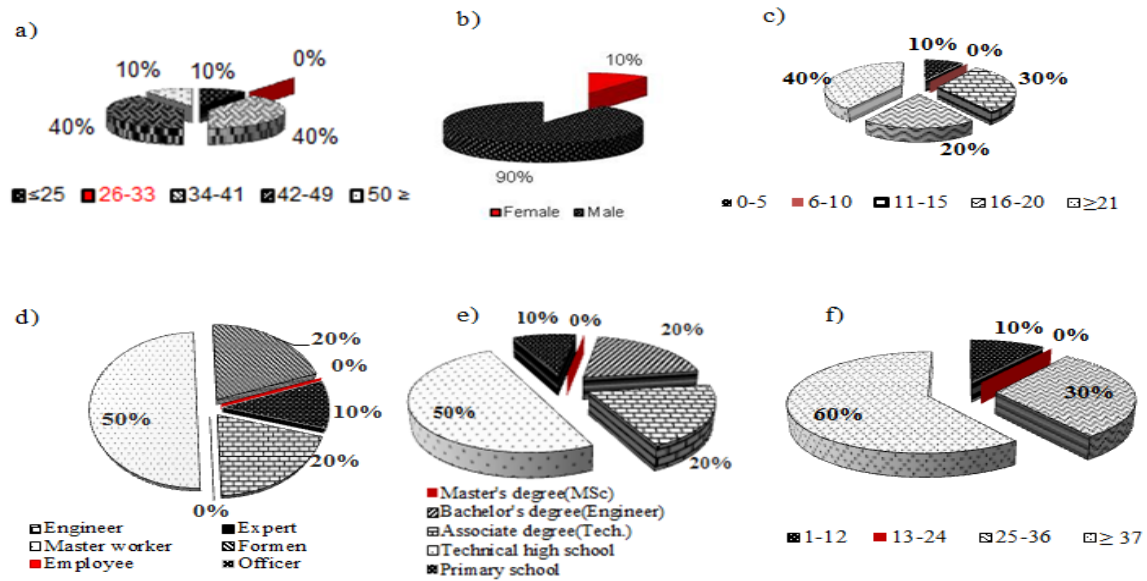 a)
0%
10%
10%
40%
40%
≤25 26-33 34-41 42-49 50 ≥
b)
10%
90%
Female Male
c)
10%
0%
40%
30%
20%
0-5 6-10 11-15 16-20 ≥21
d)
20%
0%
50%
10%
20%
0%
Engineer Expert
Master worker Formen
Employee Officer
e)
10%
0%
20%
50%
20%
Master's degree(MSc)
Bachelor's degree(Engineer)
Associate degree(Tech.)
Technical high school
Primary school
f)
10%
0%
30%
60%
1-12 13-24 25-36 ≥ 37